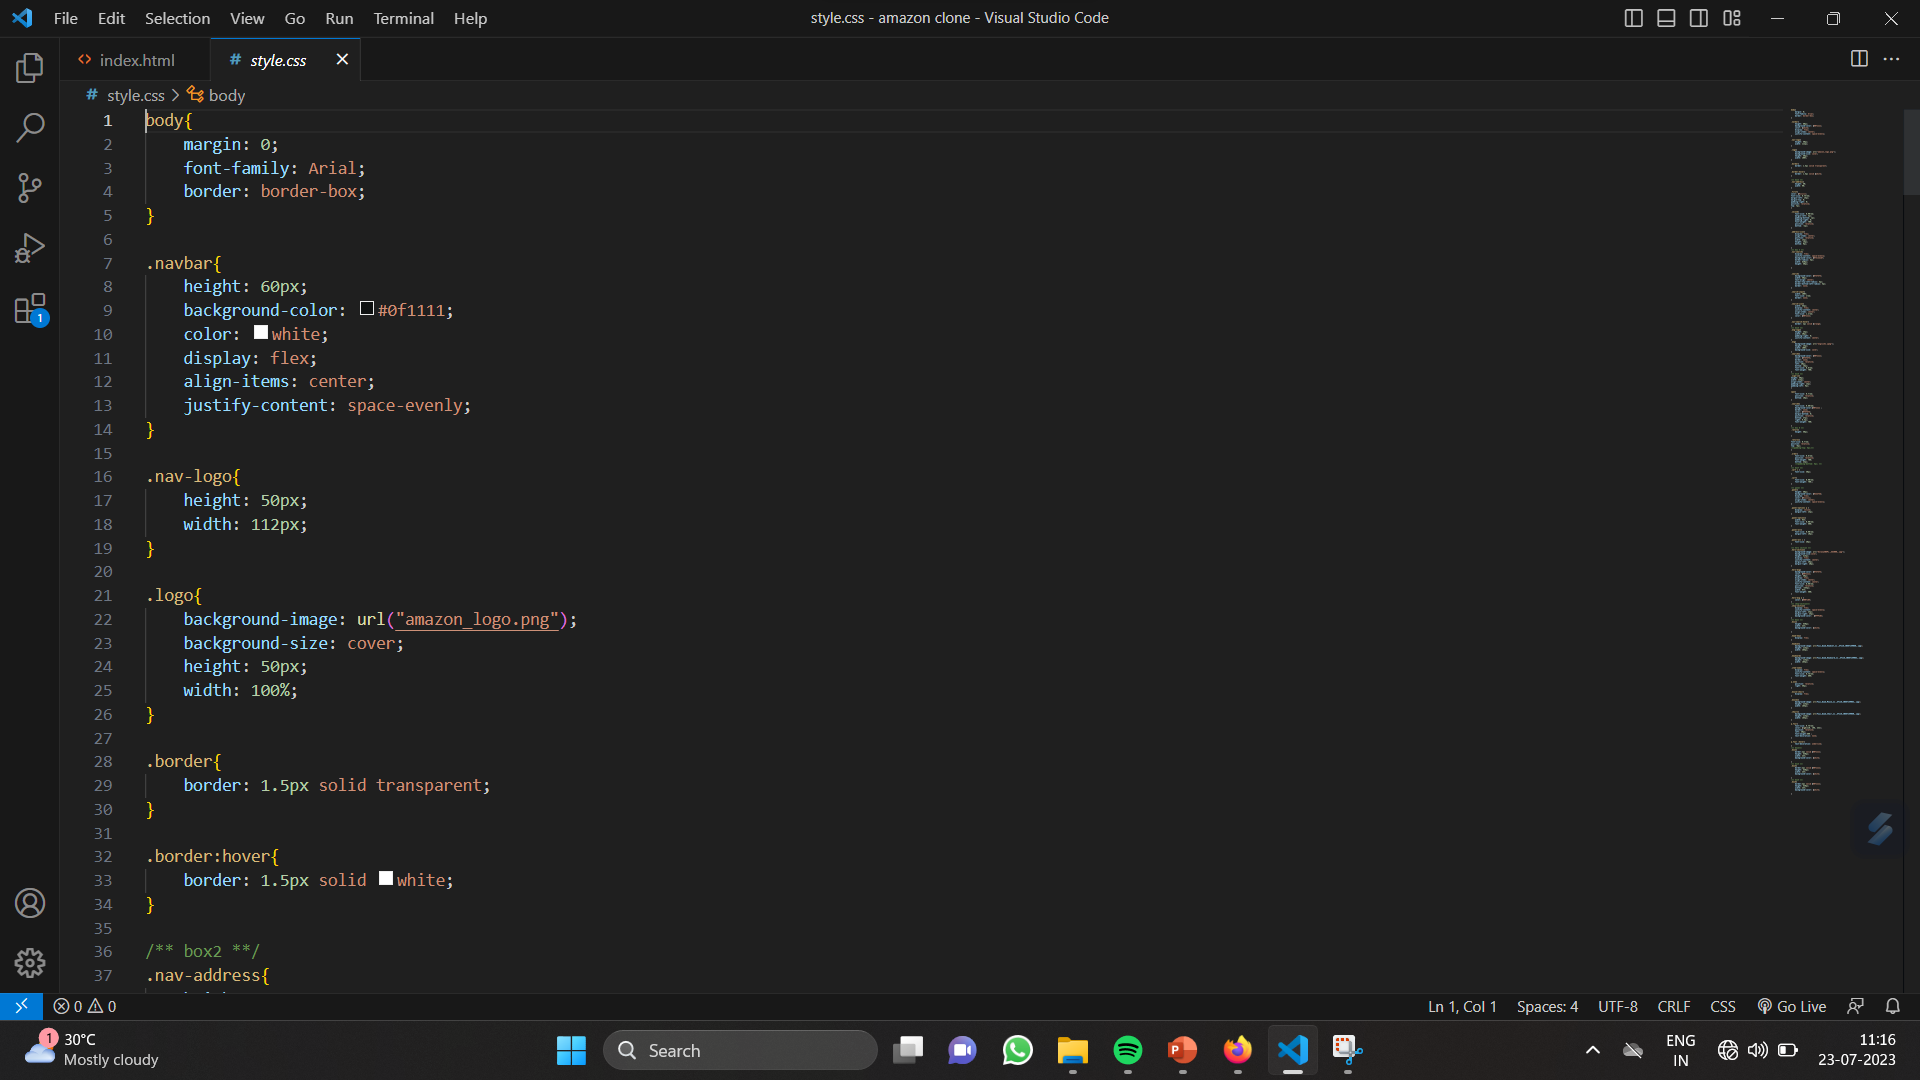 File Edit Selection View Go Run Terminal Help
style.css - amazon clone - Visual Studio Code
index.html
# style.css
# style.css > body
1 body{
2     margin: 0;
3     font-family: Arial;
4     border: border-box;
5 }
6
7 .navbar{
8     height: 60px;
9     background-color: #0f1111;
10     color: white;
11     display: flex;
12     align-items: center;
13     justify-content: space-evenly;
14 }
15
16 .nav-logo{
17     height: 50px;
18     width: 112px;
19 }
20
21 .logo{
22     background-image: url("amazon_logo.png");
23     background-size: cover;
24     height: 50px;
25     width: 100%;
26 }
27
28 .border{
29     border: 1.5px solid transparent;
30 }
31
32 .border:hover{
33     border: 1.5px solid white;
34 }
35
36 /** box2 **/
37 .nav-address{
1
0 0
Ln 1, Col 1 Spaces: 4 UTF-8 CRLF CSS Go Live
1
30°C
Mostly cloudy
Search
ENG
IN
11:16
23-07-2023